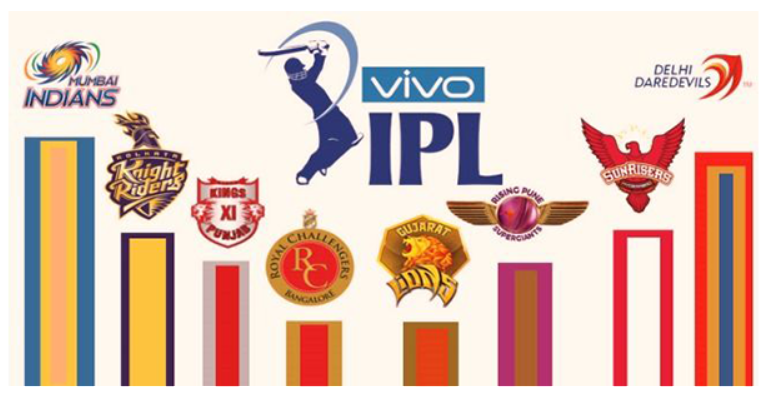 MUMBAI
INDIANS
KOLKATA
Knight
Riders
KINGS
XI
PUNJAB
ROYAL CHALLENGERS
RC
BANGALORE
vivo
IPL
GUJARAT
LIONS
RISING PUNE
SUPERGIANTS
SUNRISERS
DELHI
DAREDEVILS